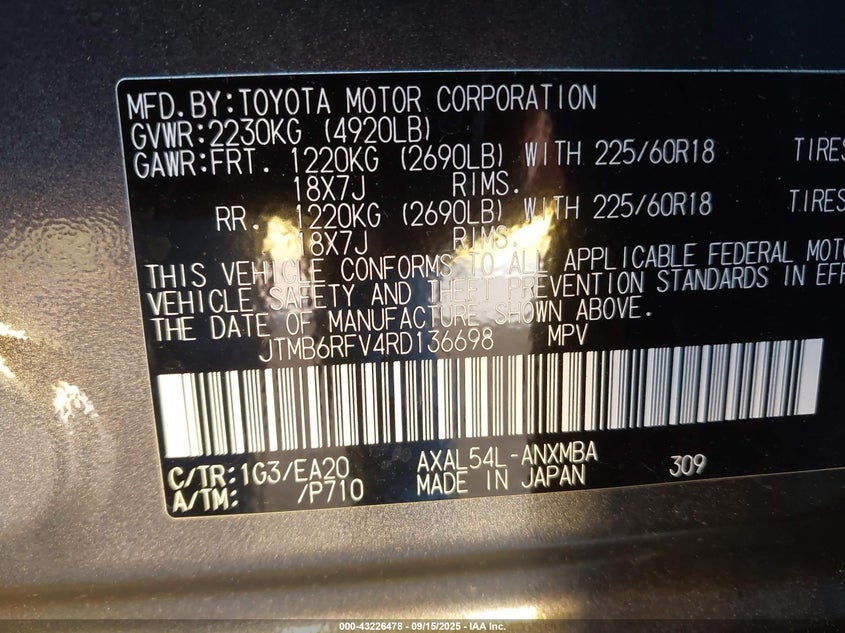 MFD.BY:TOYOTA MOTOR CORPORATION
GVWR:2230KG (4920LB)
GAWR:FRT. 1220KG (2690LB) WITH 225/60R18 TIRES
18X7J RIMS.
RR. 1220KG (2690LB) WITH 225/60R18 TIRES
18X7J RIMS.
THIS VEHICLE CONFORMS TO ALL APPLICABLE FEDERAL MOTO
VEHICLE SAFETY AND THEFT PREVENTION STANDARDS IN EFF
THE DATE OF MANUFACTURE SHOWN ABOVE.
JTMB6RFV4RD136698 MPV
C/TR:1G3/EA20 AXAL54L-ANXMBA 309
A/TM: /P710 MADE IN JAPAN
000-43226478 - 09/15/2025 - IAA Inc.